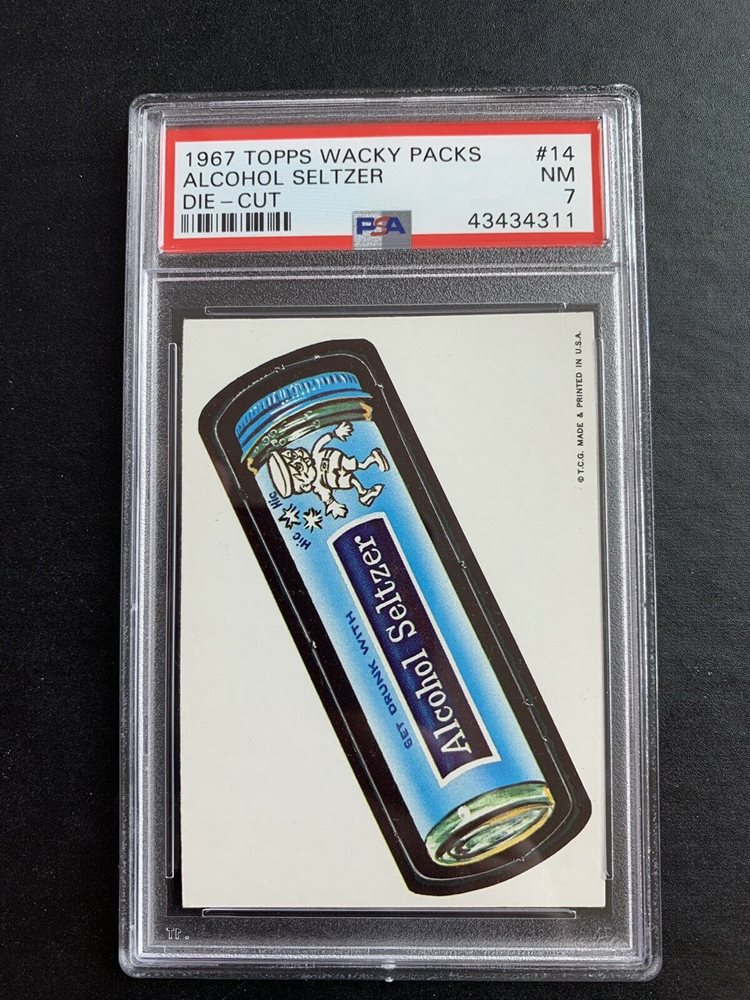 1967 TOPPS WACKY PACKS #14
ALCOHOL SELTZER NM
DIE-CUT 7
PSA 43434311
© T.C.G. MADE & PRINTED IN U.S.A.
Hic Hic
GET DRUNK WITH
Alcohol Seltzer